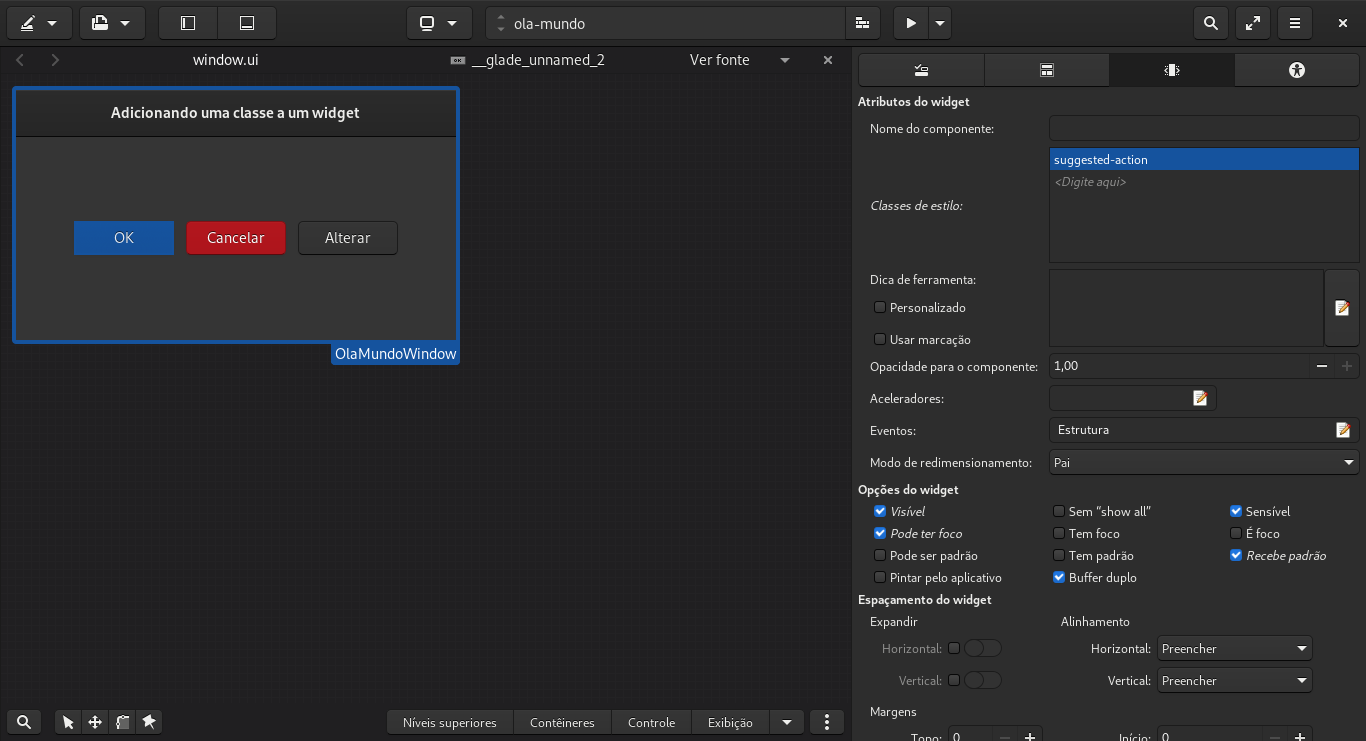 ola-mundo
window.ui
OK __glade_unnamed_2
Ver fonte
Adicionando uma classe a um widget
OK
Cancelar
Alterar
OlaMundoWindow
Níveis superiores
Contêineres
Controle
Exibição
Atributos do widget
Nome do componente:
Classes de estilo:
suggested-action
<Digite aqui>
Dica de ferramenta:
Personalizado
Usar marcação
Opacidade para o componente: 1,00
Aceleradores:
Eventos: Estrutura
Modo de redimensionamento: Pai
Opções do widget
Visível Sem “show all” Sensível
Pode ter foco Tem foco É foco
Pode ser padrão Tem padrão Recebe padrão
Pintar pelo aplicativo Buffer duplo
Espaçamento do widget
Expandir Alinhamento
Horizontal: Horizontal: Preencher
Vertical: Vertical: Preencher
Margens
Topo: 0 Início: 0